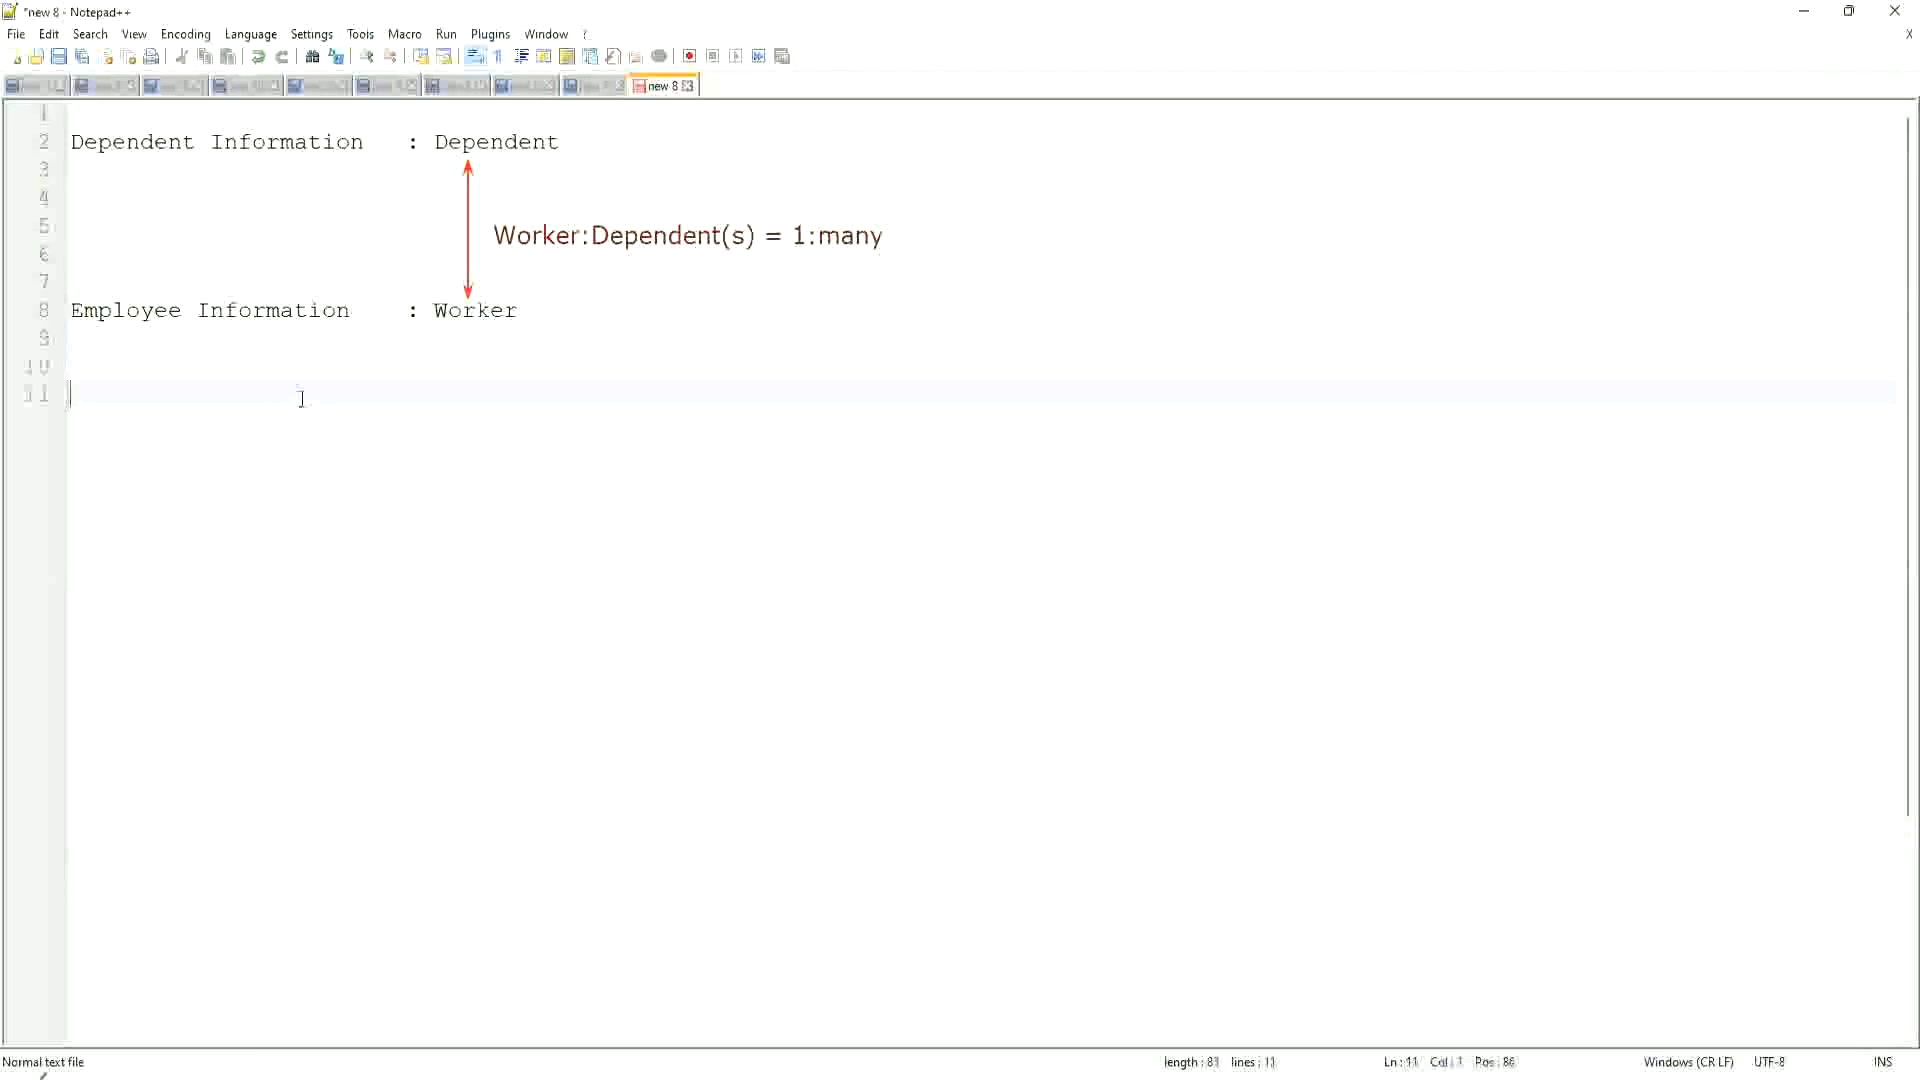 *new 8 - Notepad++
File Edit Search View Encoding Language Settings Tools Macro Run Plugins Window ?
X
new 8
1
2 Dependent Information : Dependent
3
4
5 Worker:Dependent(s) = 1:many
6
7
8 Employee Information : Worker
9
10
11
Normal text file length : 83 lines : 11 Ln : 11 Col : 1 Pos : 86 Windows (CR LF) UTF-8 INS